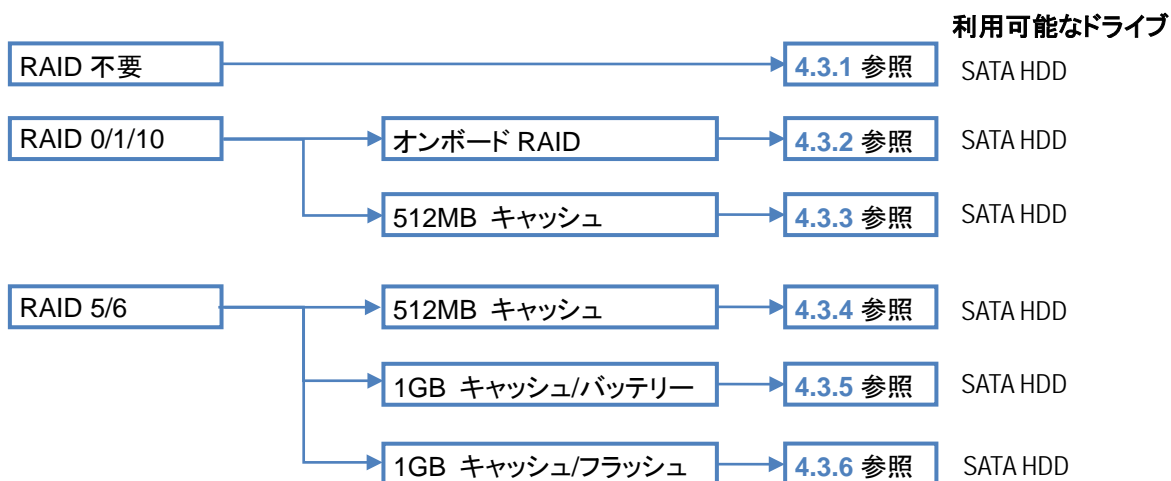 利用可能なドライブ
RAID 不要 4.3.1 参照 SATA HDD
RAID 0/1/10 オンボード RAID 4.3.2 参照 SATA HDD
512MB キャッシュ 4.3.3 参照 SATA HDD
RAID 5/6 512MB キャッシュ 4.3.4 参照 SATA HDD
1GB キャッシュ/バッテリー 4.3.5 参照 SATA HDD
1GB キャッシュ/フラッシュ 4.3.6 参照 SATA HDD